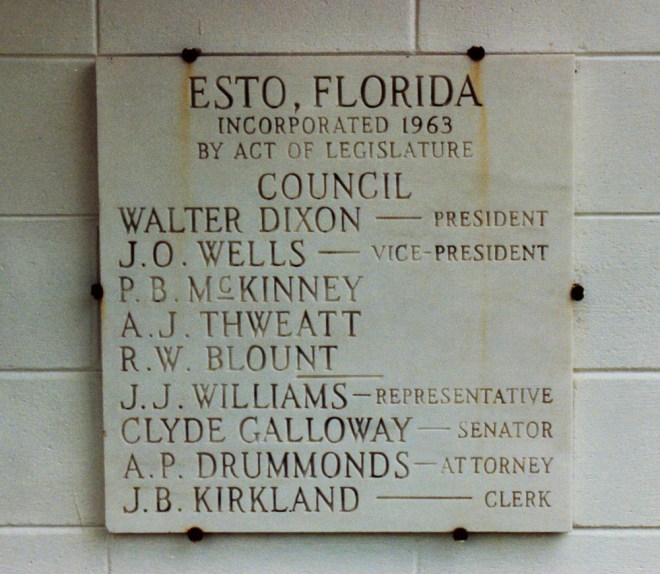 ESTO, FLORIDA
INCORPORATED 1963
BY ACT OF LEGISLATURE
COUNCIL
WALTER DIXON — PRESIDENT
J.O. WELLS — VICE-PRESIDENT
P.B. McKINNEY
A.J. THWEATT
R.W. BLOUNT
J.J. WILLIAMS — REPRESENTATIVE
CLYDE GALLOWAY — SENATOR
A.P. DRUMMONDS — ATTORNEY
J.B. KIRKLAND — CLERK